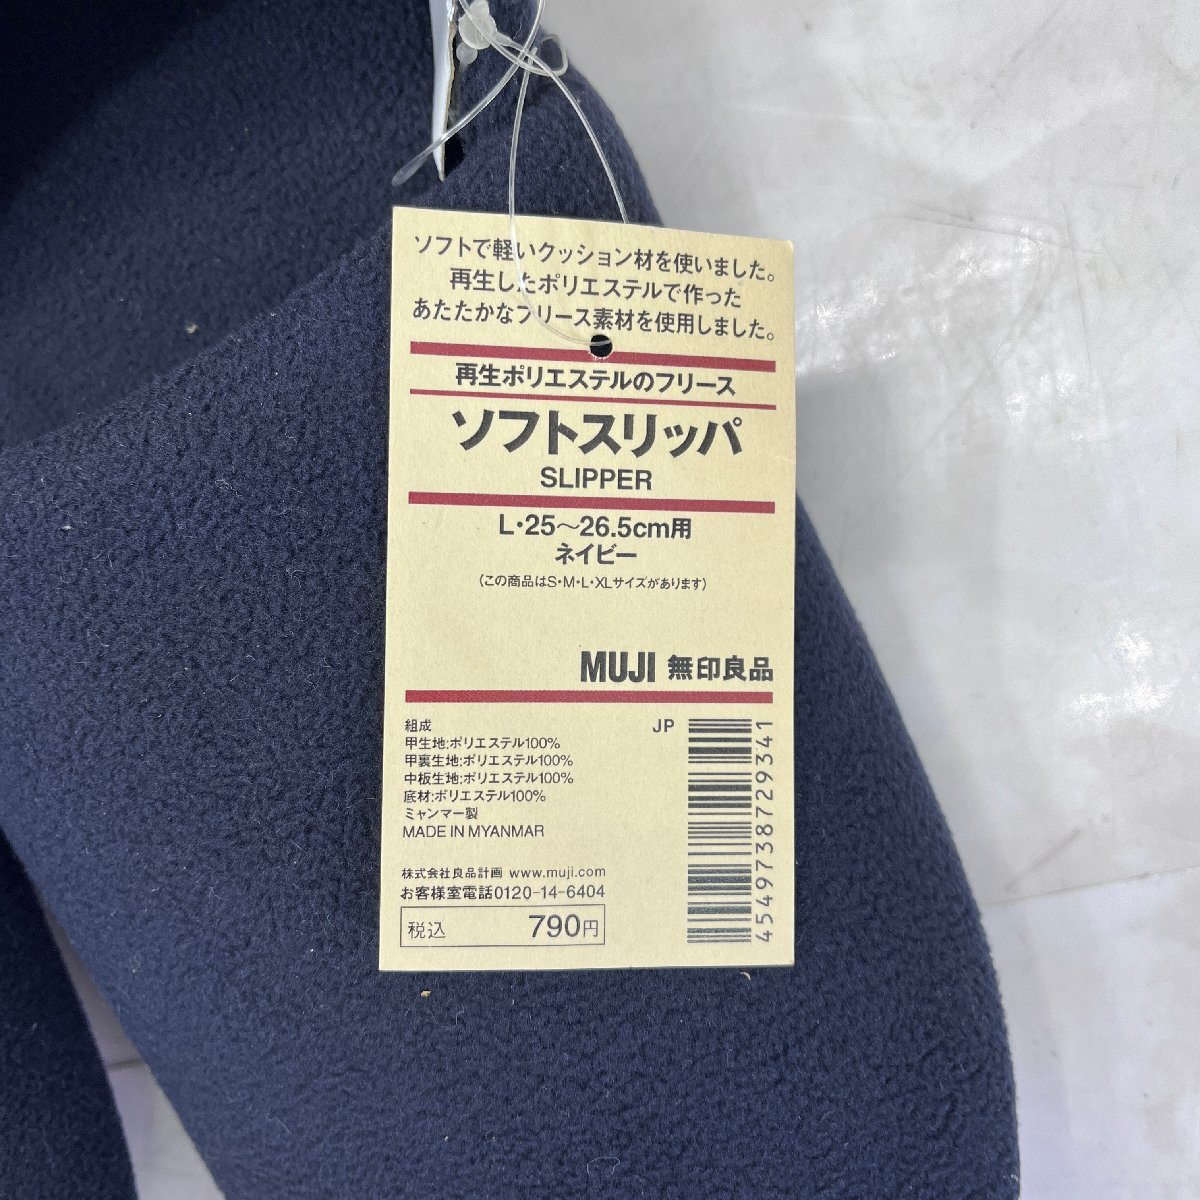 ソフトで軽いクッション材を使いました。
再生したポリエステルで作った
あたたかなフリース素材を使用しました。
再生ポリエステルのフリース
ソフトスリッパ
SLIPPER
L・25〜26.5cm用
ネイビー
(この商品はS・M・L・XLサイズがあります)
MUJI 無印良品
組成
甲生地:ポリエステル100%
甲裏生地:ポリエステル100%
中板生地:ポリエステル100%
底材:ポリエステル100%
ミャンマー製
MADE IN MYANMAR
JP
4549738729341
株式会社良品計画 www.muji.com
お客様室電話0120-14-6404
税込 790円